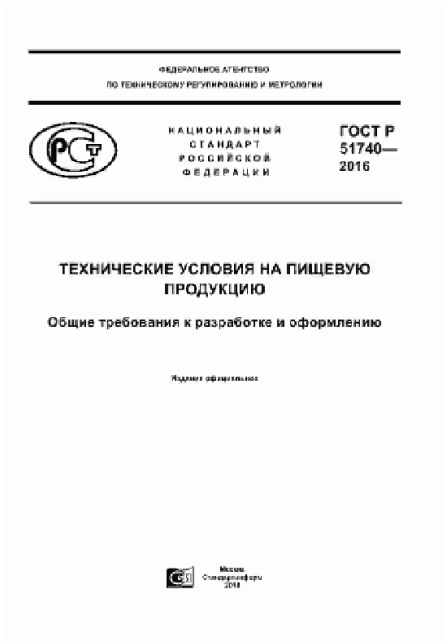 ФЕДЕРАЛЬНОЕ АГЕНТСТВО
ПО ТЕХНИЧЕСКОМУ РЕГУЛИРОВАНИЮ И МЕТРОЛОГИИ
РСТ
НАЦИОНАЛЬНЫЙ
СТАНДАРТ
РОССИЙСКОЙ
ФЕДЕРАЦИИ
ГОСТ Р
51740—
2016
ТЕХНИЧЕСКИЕ УСЛОВИЯ НА ПИЩЕВУЮ
ПРОДУКЦИЮ
Общие требования к разработке и оформлению
Издание официальное
Москва
Стандартинформ